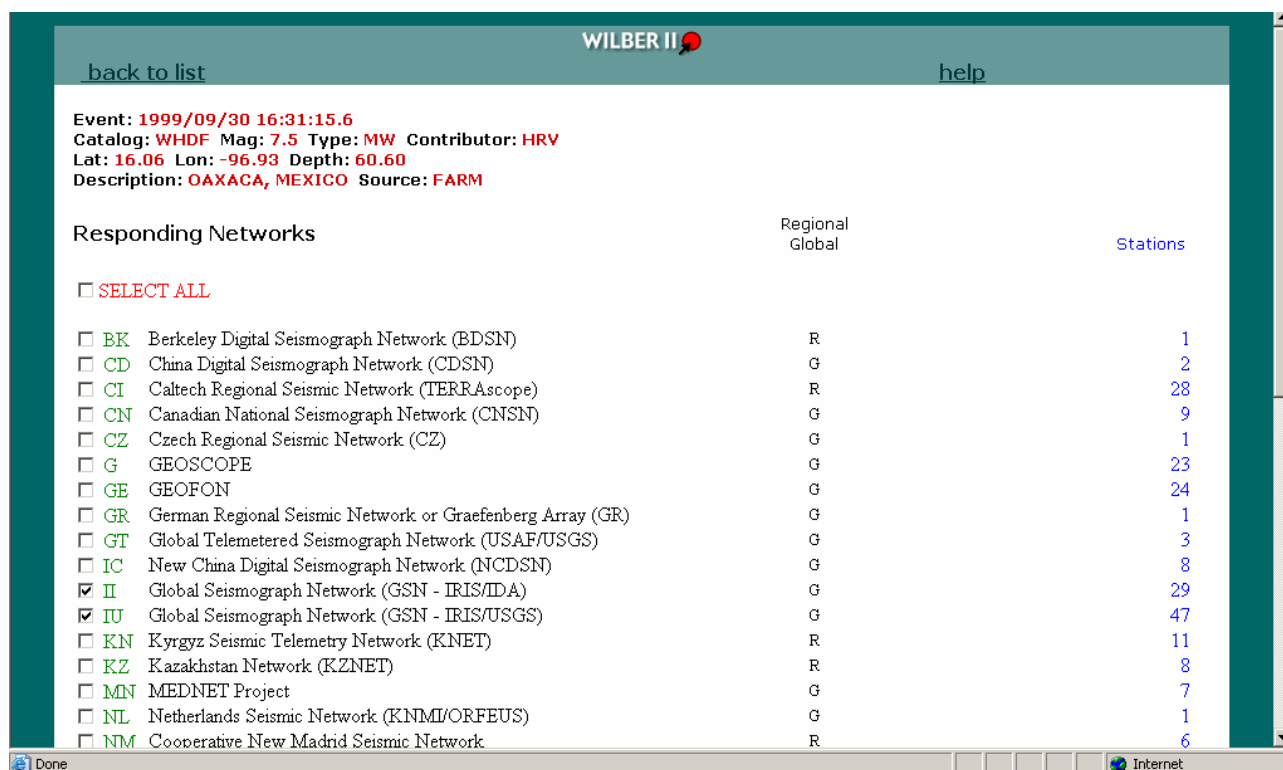 WILBER II
back to list help
Event: 1999/09/30 16:31:15.6
Catalog: WHDF Mag: 7.5 Type: MW Contributor: HRV
Lat: 16.06 Lon: -96.93 Depth: 60.60
Description: OAXACA, MEXICO Source: FARM
Responding Networks Regional Global Stations
SELECT ALL
BK Berkeley Digital Seismograph Network (BDSN) R 1
CD China Digital Seismograph Network (CDSN) G 2
CI Caltech Regional Seismic Network (TERRAscope) R 28
CN Canadian National Seismograph Network (CNSN) G 9
CZ Czech Regional Seismic Network (CZ) G 1
G GEOSCOPE G 23
GE GEOFON G 24
GR German Regional Seismic Network or Graefenberg Array (GR) G 1
GT Global Telemetered Seismograph Network (USAF/USGS) G 3
IC New China Digital Seismograph Network (NCDSN) G 8
II Global Seismograph Network (GSN - IRIS/IDA) G 29
IU Global Seismograph Network (GSN - IRIS/USGS) G 47
KN Kyrgyz Seismic Telemetry Network (KNET) R 11
KZ Kazakhstan Network (KZNET) R 8
MN MEDNET Project G 7
NL Netherlands Seismic Network (KNMI/ORFEUS) G 1
NM Cooperative New Madrid Seismic Network R 6
Done Internet